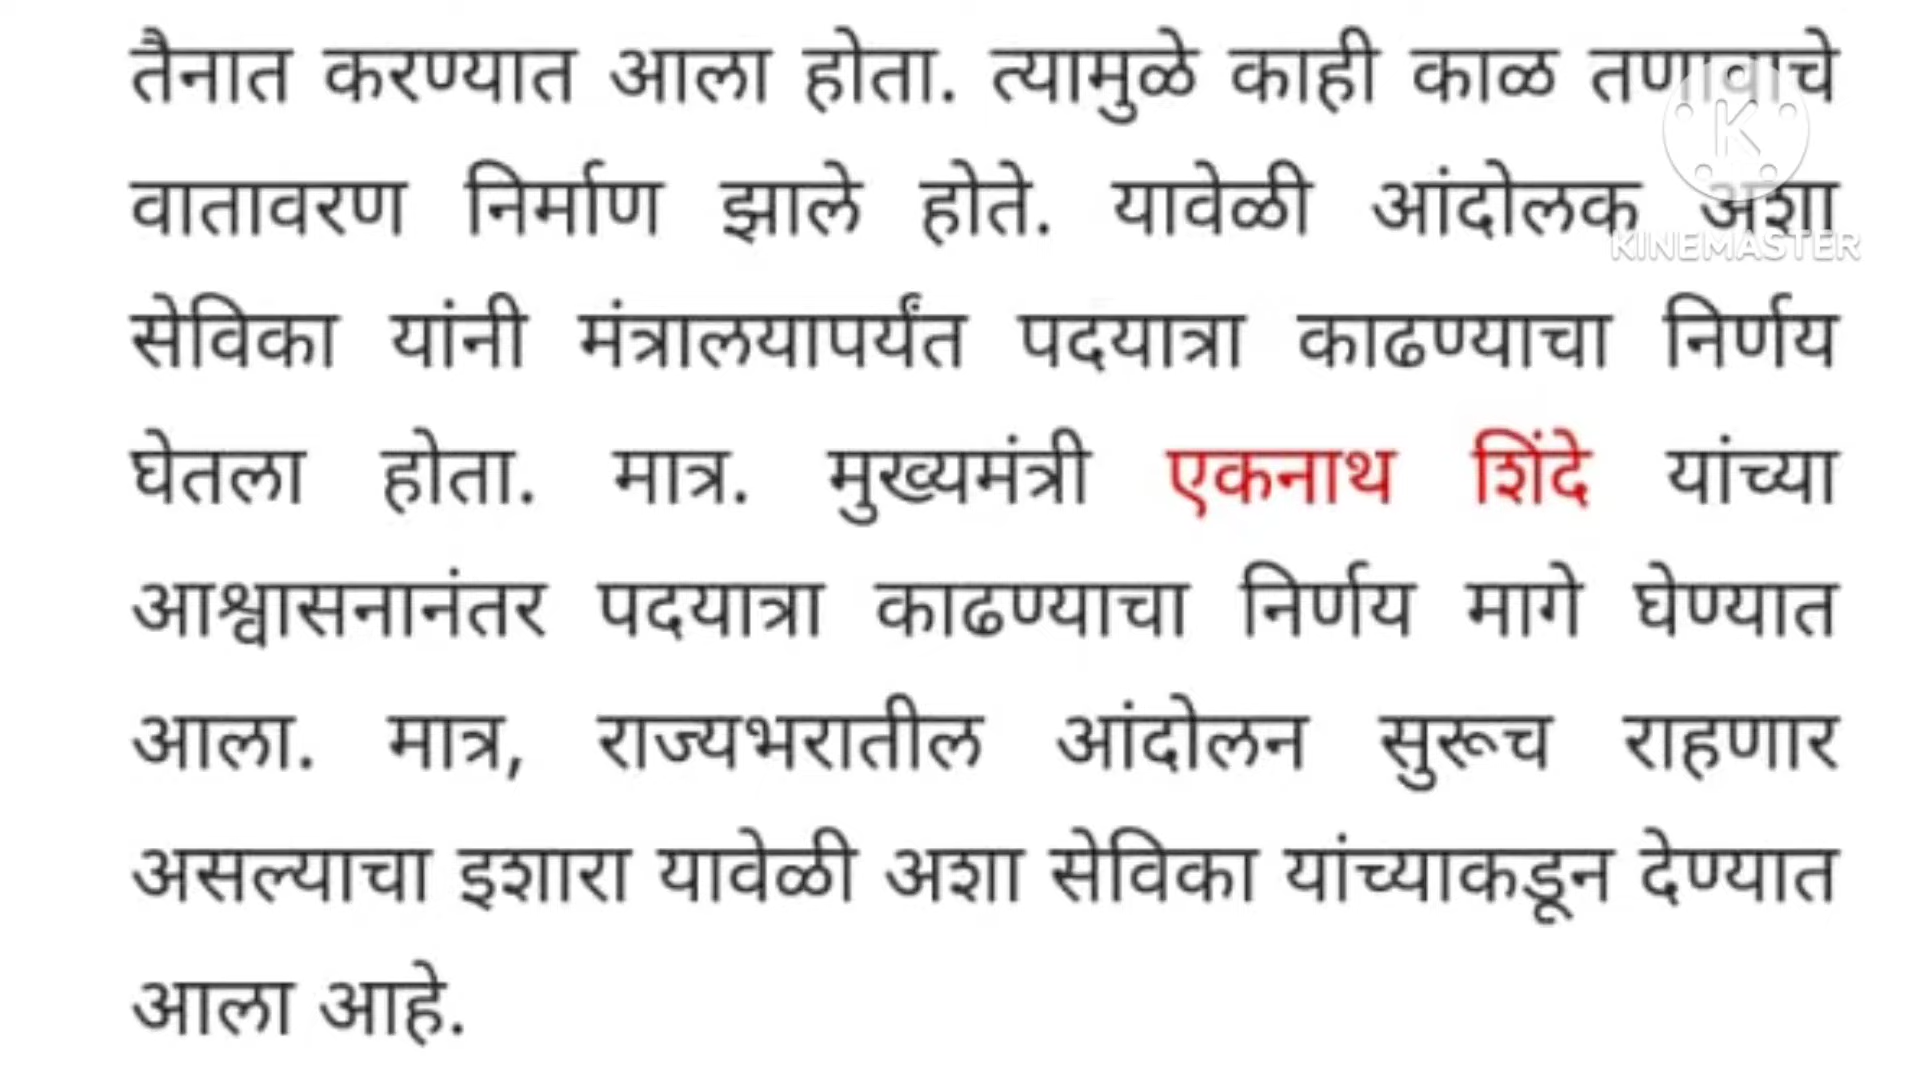 तैनात करण्यात आला होता. त्यामुळे काही काळ तणावाचे
वातावरण निर्माण झाले होते. यावेळी आंदोलक अशा
KINEMASTER
सेविका यांनी मंत्रालयापर्यंत पदयात्रा काढण्याचा निर्णय
घेतला होता. मात्र. मुख्यमंत्री एकनाथ शिंदे यांच्या
आश्वासनानंतर पदयात्रा काढण्याचा निर्णय मागे घेण्यात
आला. मात्र, राज्यभरातील आंदोलन सुरूच राहणार
असल्याचा इशारा यावेळी अशा सेविका यांच्याकडून देण्यात
आला आहे.